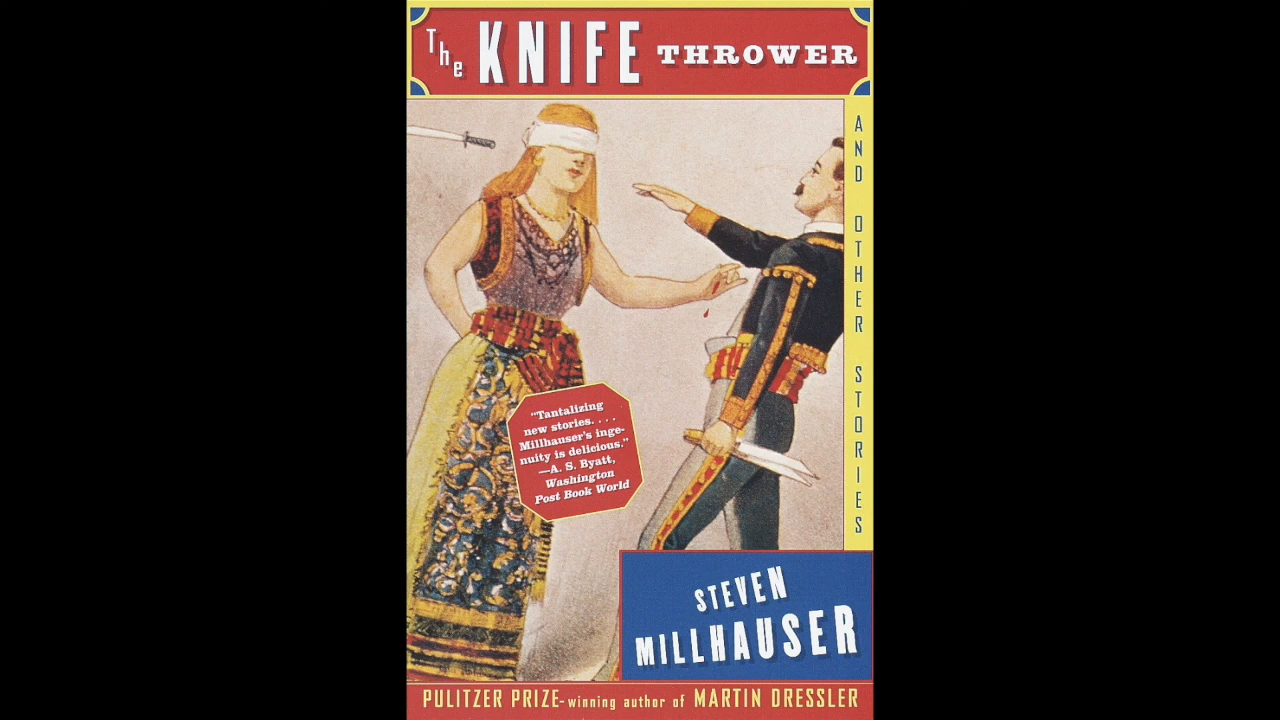 The KNIFE THROWER
AND OTHER STORIES
"Tantalizing
new stories. . . .
Millhauser's inge-
nuity is delicious."
—A. S. Byatt,
Washington
Post Book World
STEVEN
MILLHAUSER
PULITZER PRIZE-winning author of MARTIN DRESSLER